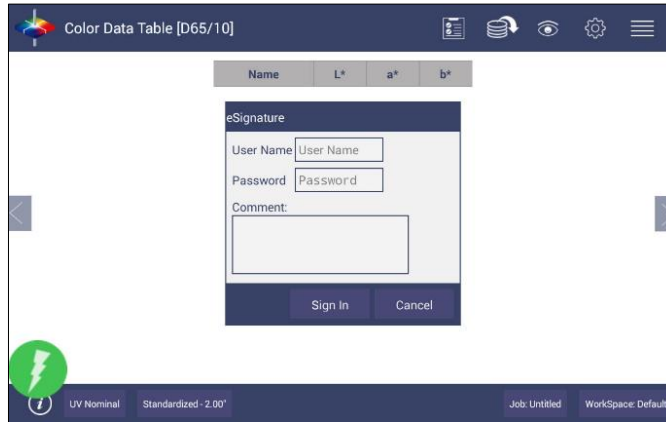 Color Data Table [D65/10]
Name L* a* b*
eSignature
User Name User Name
Password Password
Comment:
Sign In Cancel
i UV Nominal Standardized - 2.00" Job: Untitled WorkSpace: Default